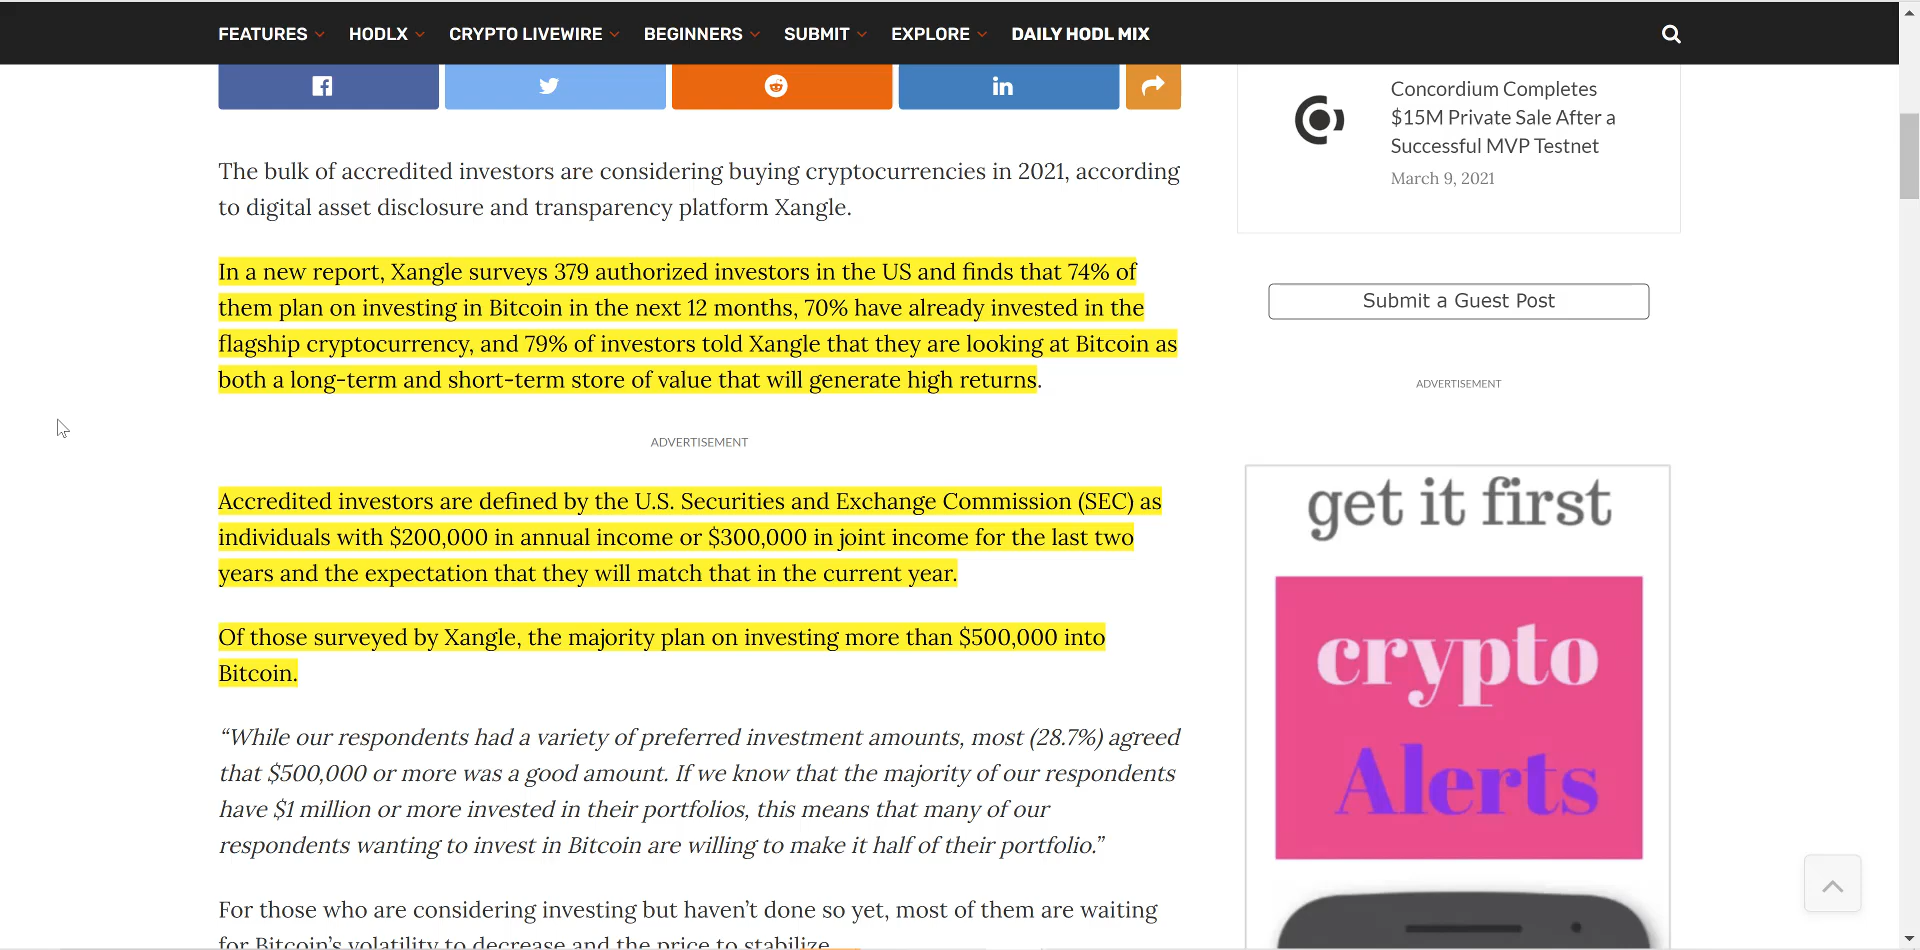 FEATURES HODLX CRYPTO LIVEWIRE BEGINNERS SUBMIT EXPLORE DAILY HODL MIX
The bulk of accredited investors are considering buying cryptocurrencies in 2021, according
to digital asset disclosure and transparency platform Xangle.
In a new report, Xangle surveys 379 authorized investors in the US and finds that 74% of
them plan on investing in Bitcoin in the next 12 months, 70% have already invested in the
flagship cryptocurrency, and 79% of investors told Xangle that they are looking at Bitcoin as
both a long-term and short-term store of value that will generate high returns.
ADVERTISEMENT
Accredited investors are defined by the U.S. Securities and Exchange Commission (SEC) as
individuals with $200,000 in annual income or $300,000 in joint income for the last two
years and the expectation that they will match that in the current year.
Of those surveyed by Xangle, the majority plan on investing more than $500,000 into
Bitcoin.
“While our respondents had a variety of preferred investment amounts, most (28.7%) agreed
that $500,000 or more was a good amount. If we know that the majority of our respondents
have $1 million or more invested in their portfolios, this means that many of our
respondents wanting to invest in Bitcoin are willing to make it half of their portfolio.”
For those who are considering investing but haven’t done so yet, most of them are waiting
for Bitcoin’s volatility to decrease and the price to stabilize
Concordium Completes
$15M Private Sale After a
Successful MVP Testnet
March 9, 2021
Submit a Guest Post
ADVERTISEMENT
get it first
crypto
Alerts